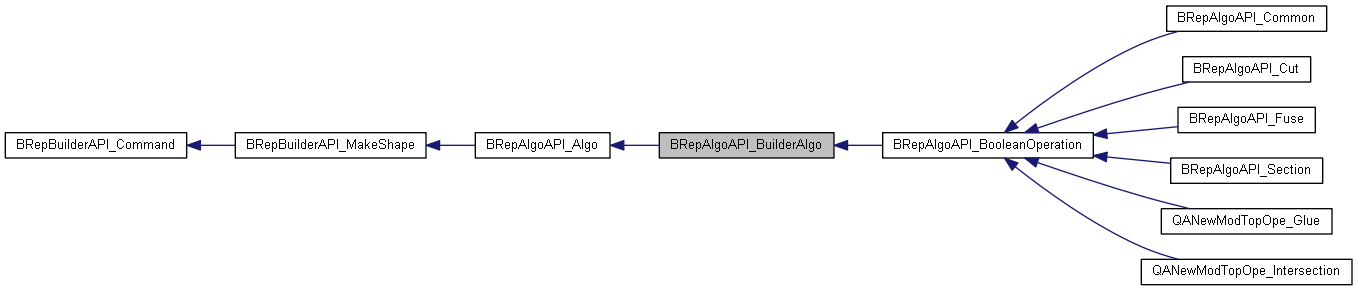 BRepBuilderAPI_Command
BRepBuilderAPI_MakeShape
BRepAlgoAPI_Algo
BRepAlgoAPI_BuilderAlgo
BRepAlgoAPI_BooleanOperation
BRepAlgoAPI_Common
BRepAlgoAPI_Cut
BRepAlgoAPI_Fuse
BRepAlgoAPI_Section
QANewModTopOpe_Glue
QANewModTopOpe_Intersection